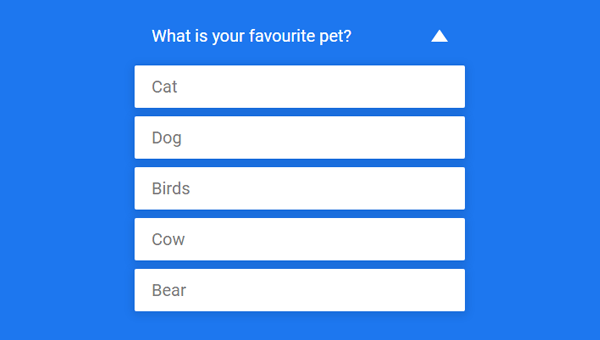 What is your favourite pet?
Cat
Dog
Birds
Cow
Bear